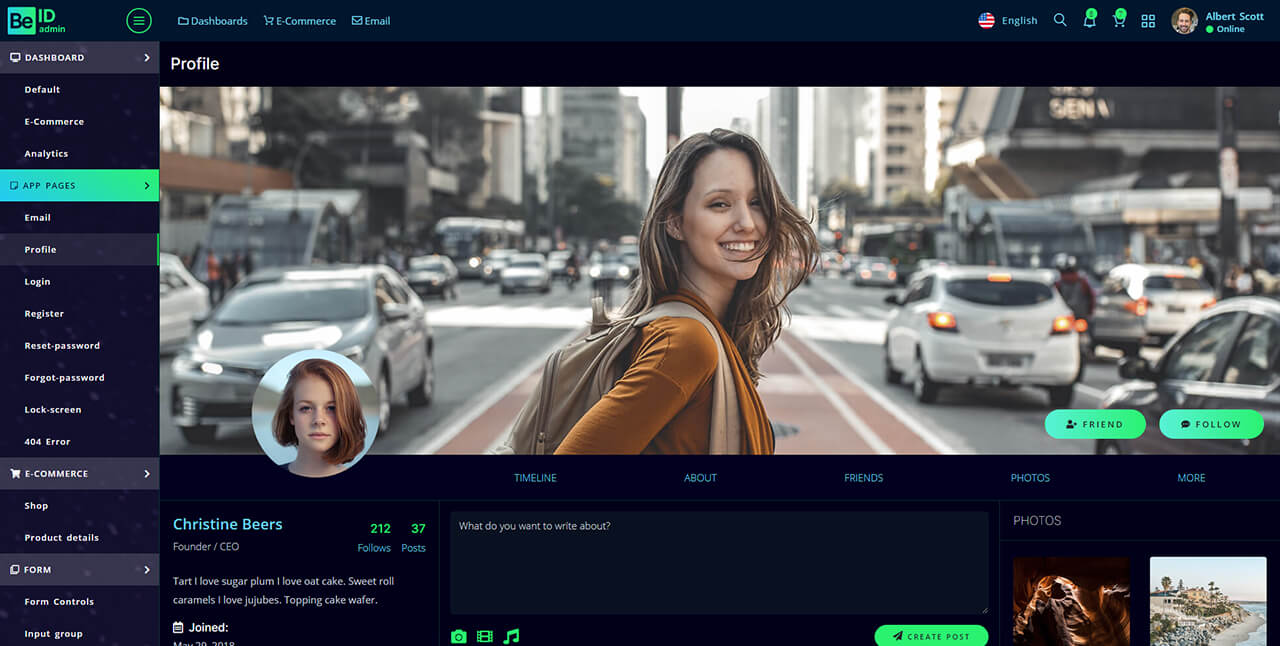 Be ID
admin
Dashboards
E-Commerce
Email
English
Albert Scott
Online
DASHBOARD
Default
E-Commerce
Analytics
APP PAGES
Email
Profile
Login
Register
Reset-password
Forgot-password
Lock-screen
404 Error
E-COMMERCE
Shop
Product details
FORM
Form Controls
Input group
Profile
FRIEND
FOLLOW
TIMELINE
ABOUT
FRIENDS
PHOTOS
MORE
Christine Beers
Founder / CEO
212
Follows
37
Posts
Tart I love sugar plum I love oat cake. Sweet roll
caramels I love jujubes. Topping cake wafer.
Joined:
May 29, 2018
What do you want to write about?
CREATE POST
PHOTOS